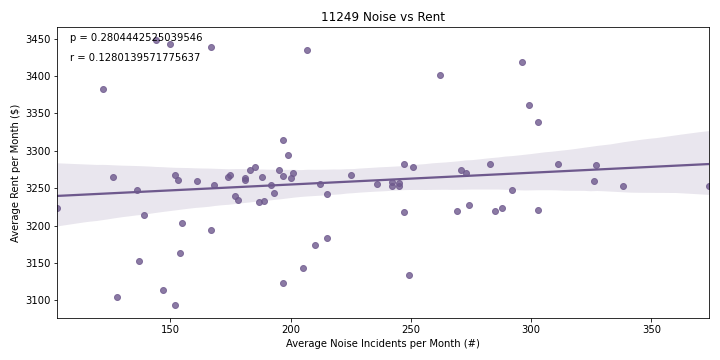 11249 Noise vs Rent
p = 0.2804442525039546
r = 0.1280139571775637
3450
3400
3350
3300
3250
3200
3150
3100
Average Rent per Month ($)
150 200 250 300 350
Average Noise Incidents per Month (#)